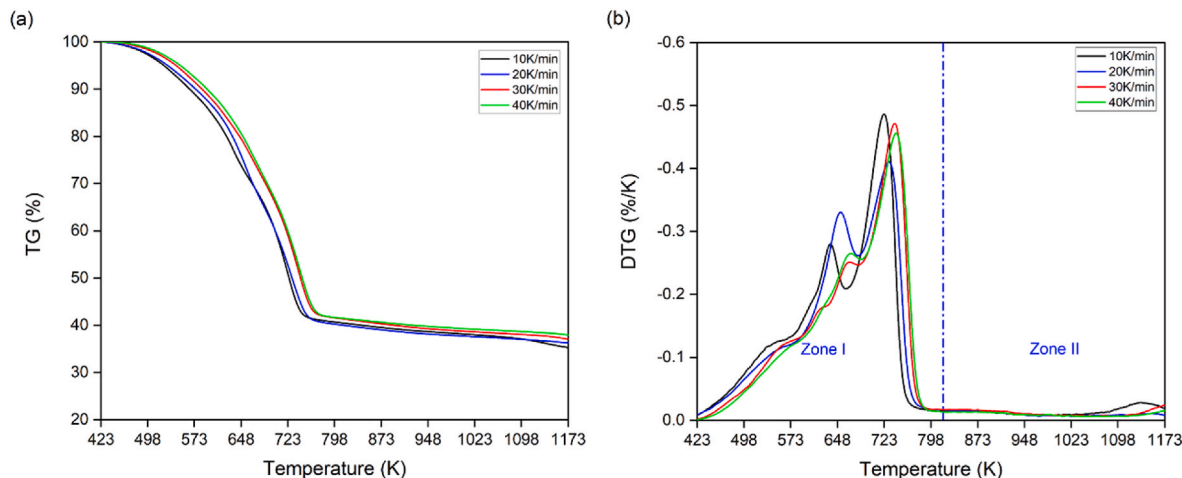 (a)
TG (%)
100
90
80
70
60
50
40
30
20
423 498 573 648 723 798 873 948 1023 1098 1173
Temperature (K)
10K/min
20K/min
30K/min
40K/min
(b)
DTG (%/K)
-0.6
-0.5
-0.4
-0.3
-0.2
-0.1
0.0
423 498 573 648 723 798 873 948 1023 1098 1173
Temperature (K)
10K/min
20K/min
30K/min
40K/min
Zone I
Zone II